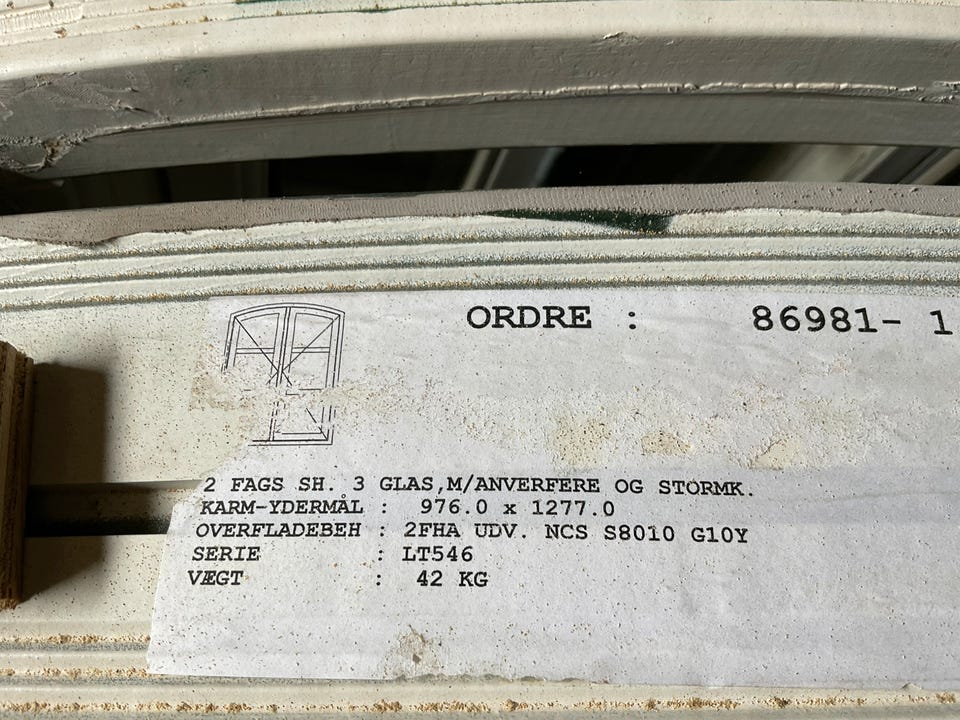 ORDRE : 86981- 1
2 FAGS SH. 3 GLAS,M/ANVERFERE OG STORMK.
KARM-YDERMÅL : 976.0 x 1277.0
OVERFLADEBEH : 2FHA UDV. NCS S8010 G10Y
SERIE : LT546
VÆGT : 42 KG